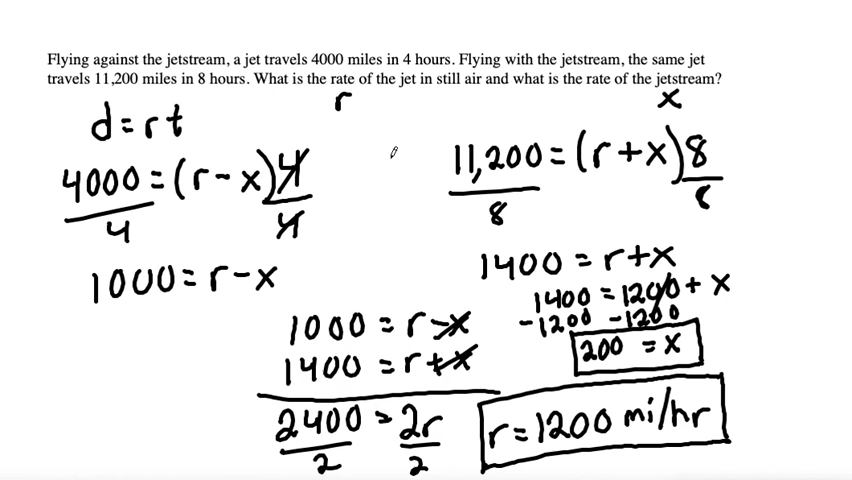 Flying against the jetstream, a jet travels 4000 miles in 4 hours. Flying with the jetstream, the same jet
travels 11,200 miles in 8 hours. What is the rate of the jet in still air and what is the rate of the jetstream?
r x
d = rt
4000 = (r - x)4
4 4
11,200 = (r + x)8
8 8
1000 = r - x
1400 = r + x
1400 = 1200 + x
-1200 -1200
200 = x
1000 = r - x
1400 = r + x
2400 = 2r
2 2
r = 1200 mi/hr